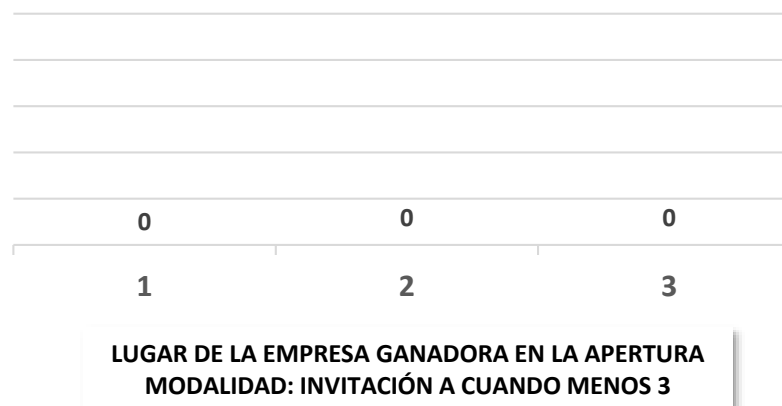 0 0 0
1 2 3
LUGAR DE LA EMPRESA GANADORA EN LA APERTURA
MODALIDAD: INVITACIÓN A CUANDO MENOS 3